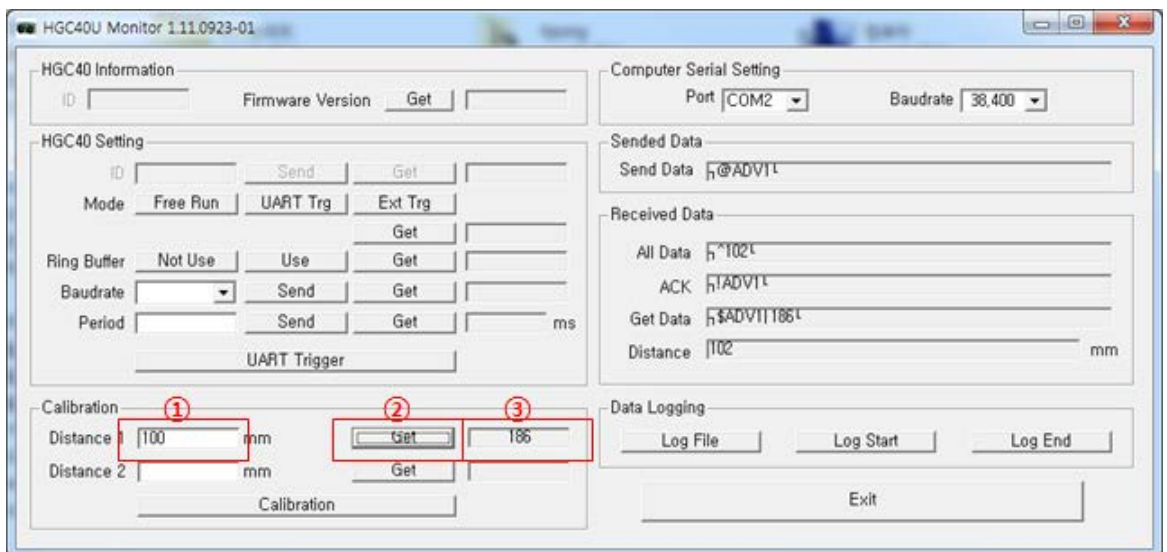 HGC40U Monitor 1.11.0923-01
HGC40 Information
ID Firmware Version Get
HGC40 Setting
ID Send Get
Mode Free Run UART Trg Ext Trg
Get
Ring Buffer Not Use Use Get
Baudrate Send Get
Period Send Get ms
UART Trigger
Calibration
① ② ③
Distance 1 100 mm Get 186
Distance 2 mm Get
Calibration
Computer Serial Setting
Port COM2 Baudrate 38,400
Sended Data
Send Data @ADV1
Received Data
All Data ^102
ACK !ADV1
Get Data $ADV1|186
Distance 102 mm
Data Logging
Log File Log Start Log End
Exit